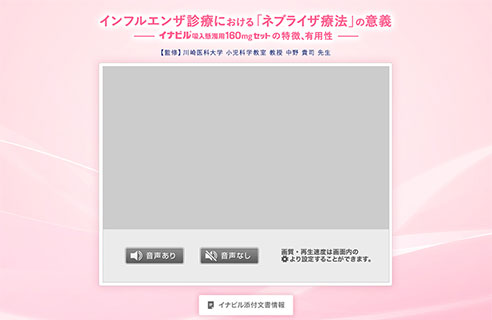 インフルエンザ診療における「ネブライザ療法」の意義
イナビル吸入懸濁用160mgセットの特徴、有用性
【監修】川崎医科大学 小児科学教室 教授 中野 貴司 先生
音声あり
音声なし
画質・再生速度は画面内の
より設定することができます。
イナビル添付文書情報